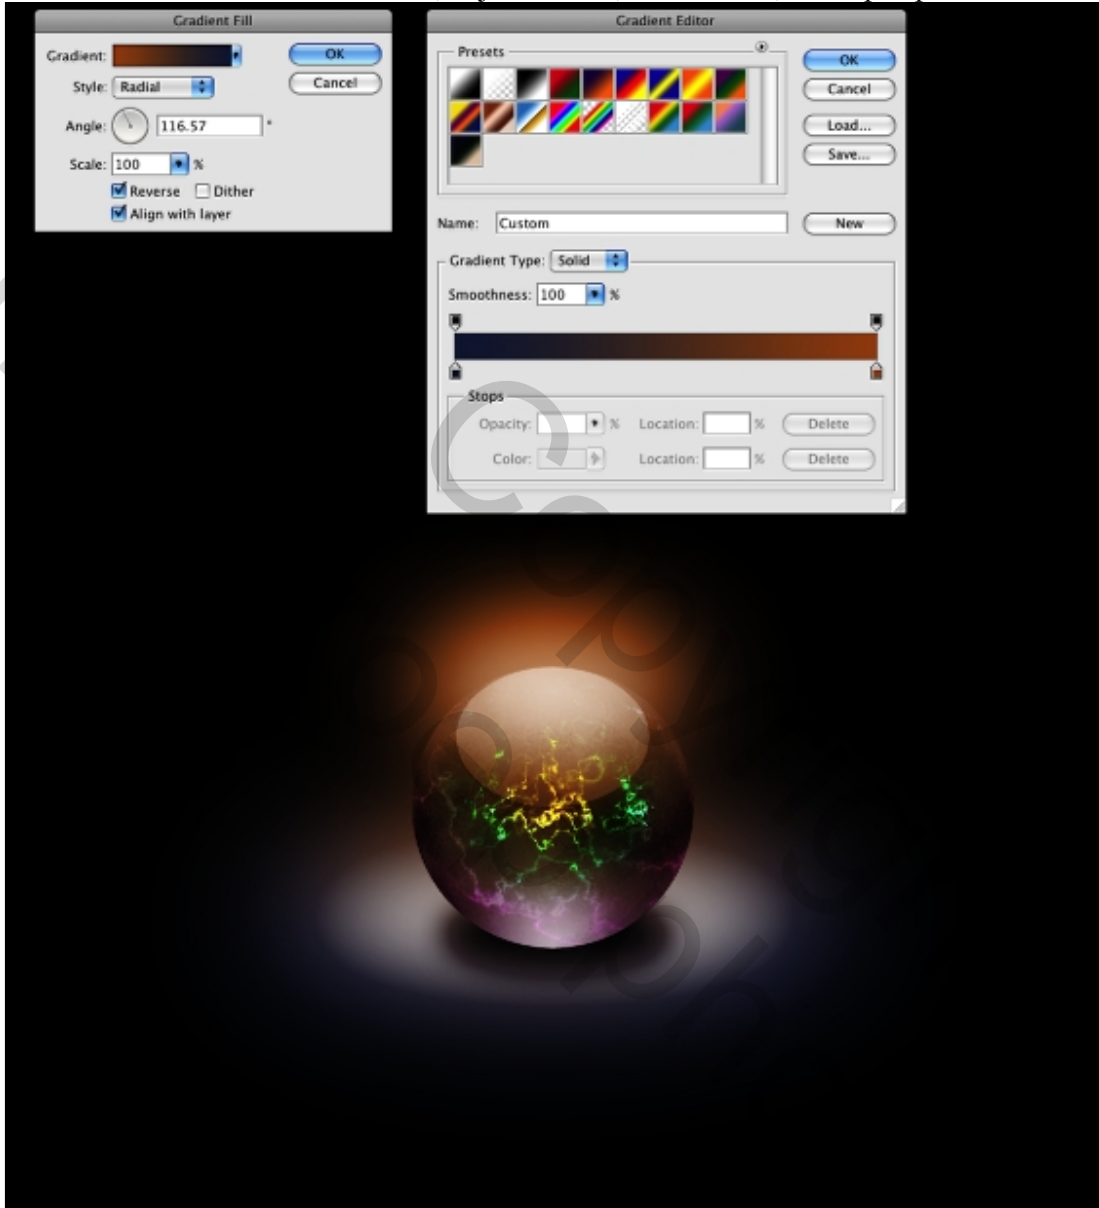 Gradient Fill
Gradient:
OK
Style: Radial
Cancel
Angle: 116.57 °
Scale: 100 %
Reverse Dither
Align with layer
Gradient Editor
Presets
OK
Cancel
Load...
Save...
Name: Custom
New
Gradient Type: Solid
Smoothness: 100 %
Stops
Opacity: % Location: % Delete
Color: Location: % Delete